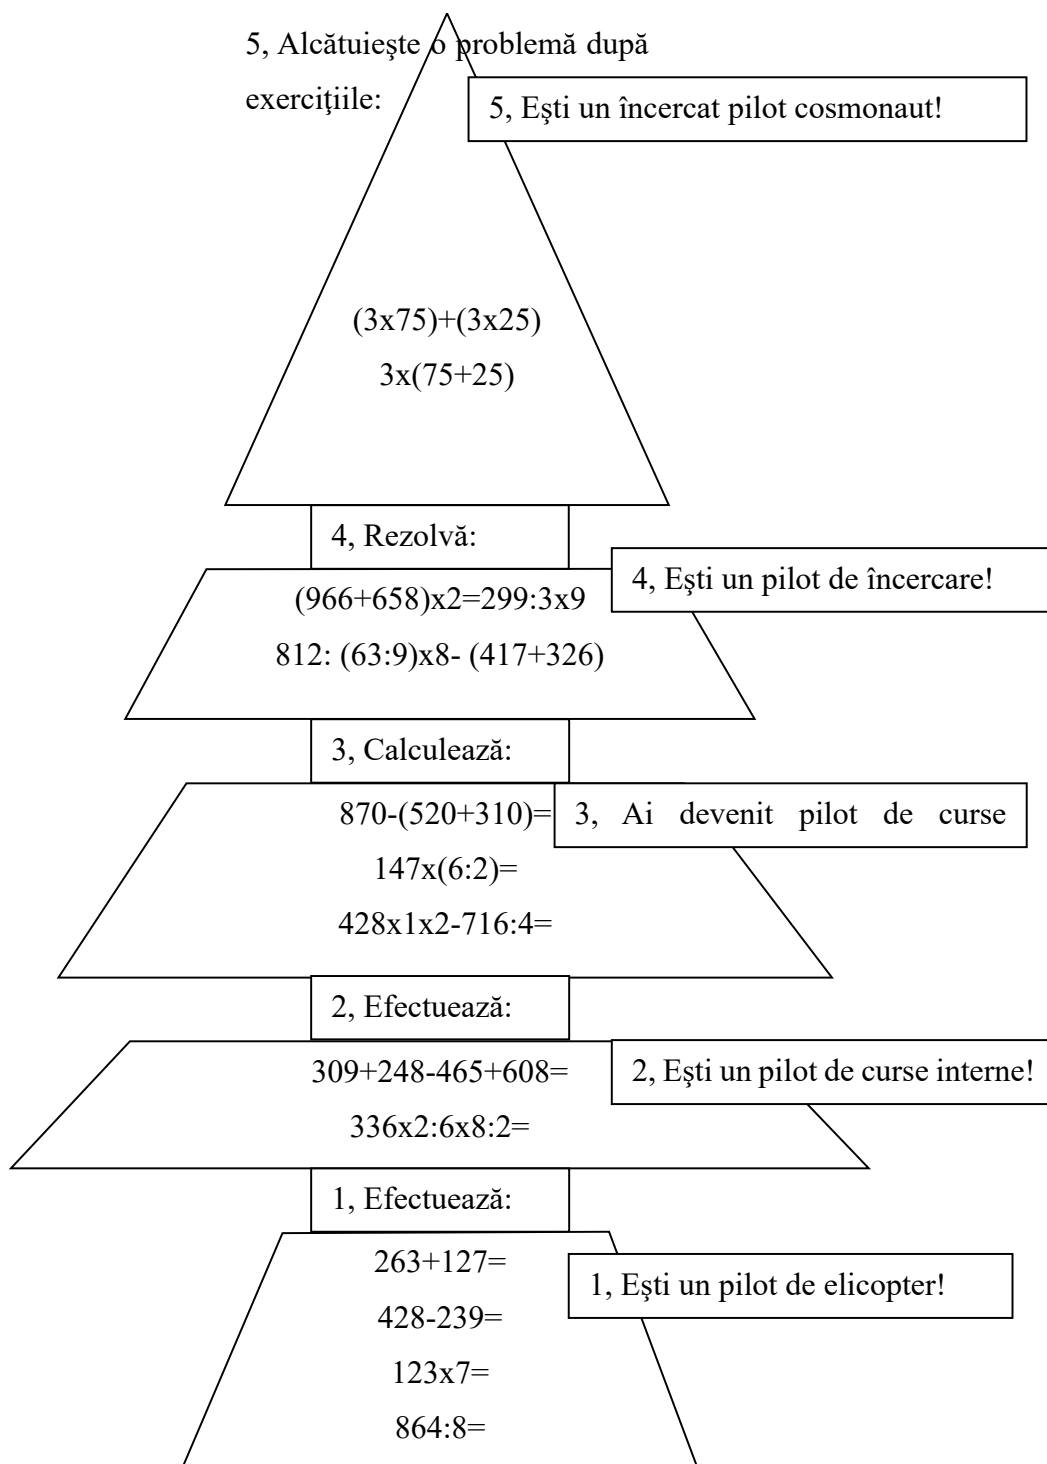 5, Alcătuieşte o problemă după
exerciţiile:
5, Eşti un încercat pilot cosmonaut!
(3x75)+(3x25)
3x(75+25)
4, Rezolvă:
4, Eşti un pilot de încercare!
(966+658)x2=299:3x9
812: (63:9)x8- (417+326)
3, Calculează:
870-(520+310)=
3, Ai devenit pilot de curse
147x(6:2)=
428x1x2-716:4=
2, Efectuează:
309+248-465+608=
2, Eşti un pilot de curse interne!
336x2:6x8:2=
1, Efectuează:
263+127=
1, Eşti un pilot de elicopter!
428-239=
123x7=
864:8=